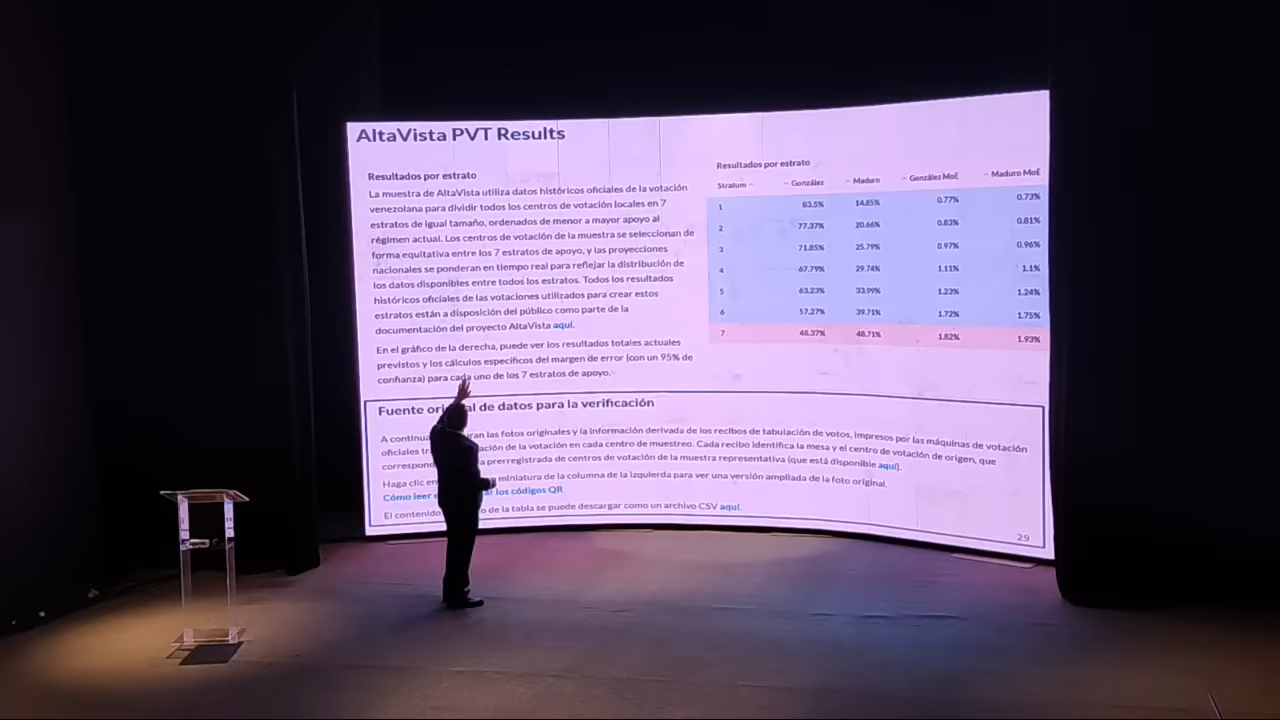 AltaVista PVT Results
Resultados por estrato
La muestra de AltaVista utiliza datos históricos oficiales de la votación
venezolana para dividir todos los centros de votación locales en 7
estratos de igual tamaño, ordenados de menor a mayor apoyo al
régimen actual. Los centros de votación de la muestra se seleccionan de
forma equitativa entre los 7 estratos de apoyo, y las proyecciones
nacionales se ponderan en tiempo real para reflejar la distribución de
los datos disponibles entre todos los estratos. Todos los resultados
históricos oficiales de las votaciones utilizados para crear estos
estratos están a disposición del público como parte de la
documentación del proyecto AltaVista aquí.
En el gráfico de la derecha, puede ver los resultados totales actuales
previstos y los cálculos específicos del margen de error (con un 95% de
confianza) para cada uno de los 7 estratos de apoyo.
Resultados por estrato
Stratum González Maduro González MoE Maduro MoE
1 83.5% 14.85% 0.77% 0.73%
2 77.37% 20.66% 0.83% 0.81%
3 71.85% 25.79% 0.97% 0.96%
4 67.79% 29.74% 1.11% 1.1%
5 63.23% 33.99% 1.23% 1.24%
6 57.27% 39.71% 1.72% 1.75%
7 48.37% 48.71% 1.82% 1.93%
Fuente al de datos para la verificación
A las fotos originales y la información derivada de los recibos de tabulación de votos, impresos por las máquinas de votación
oficiales de la votación en cada centro de muestreo. Cada recibo identifica la mesa y el centro de votación de origen, que
a prerregistrada de centros de votación de la muestra representativa (que está disponible aquí).
Haga clic en miniatura de la columna de la izquierda para ver una versión ampliada de la foto original.
Cómo leer los códigos QR
El contenido de la tabla se puede descargar como un archivo CSV aquí.
29